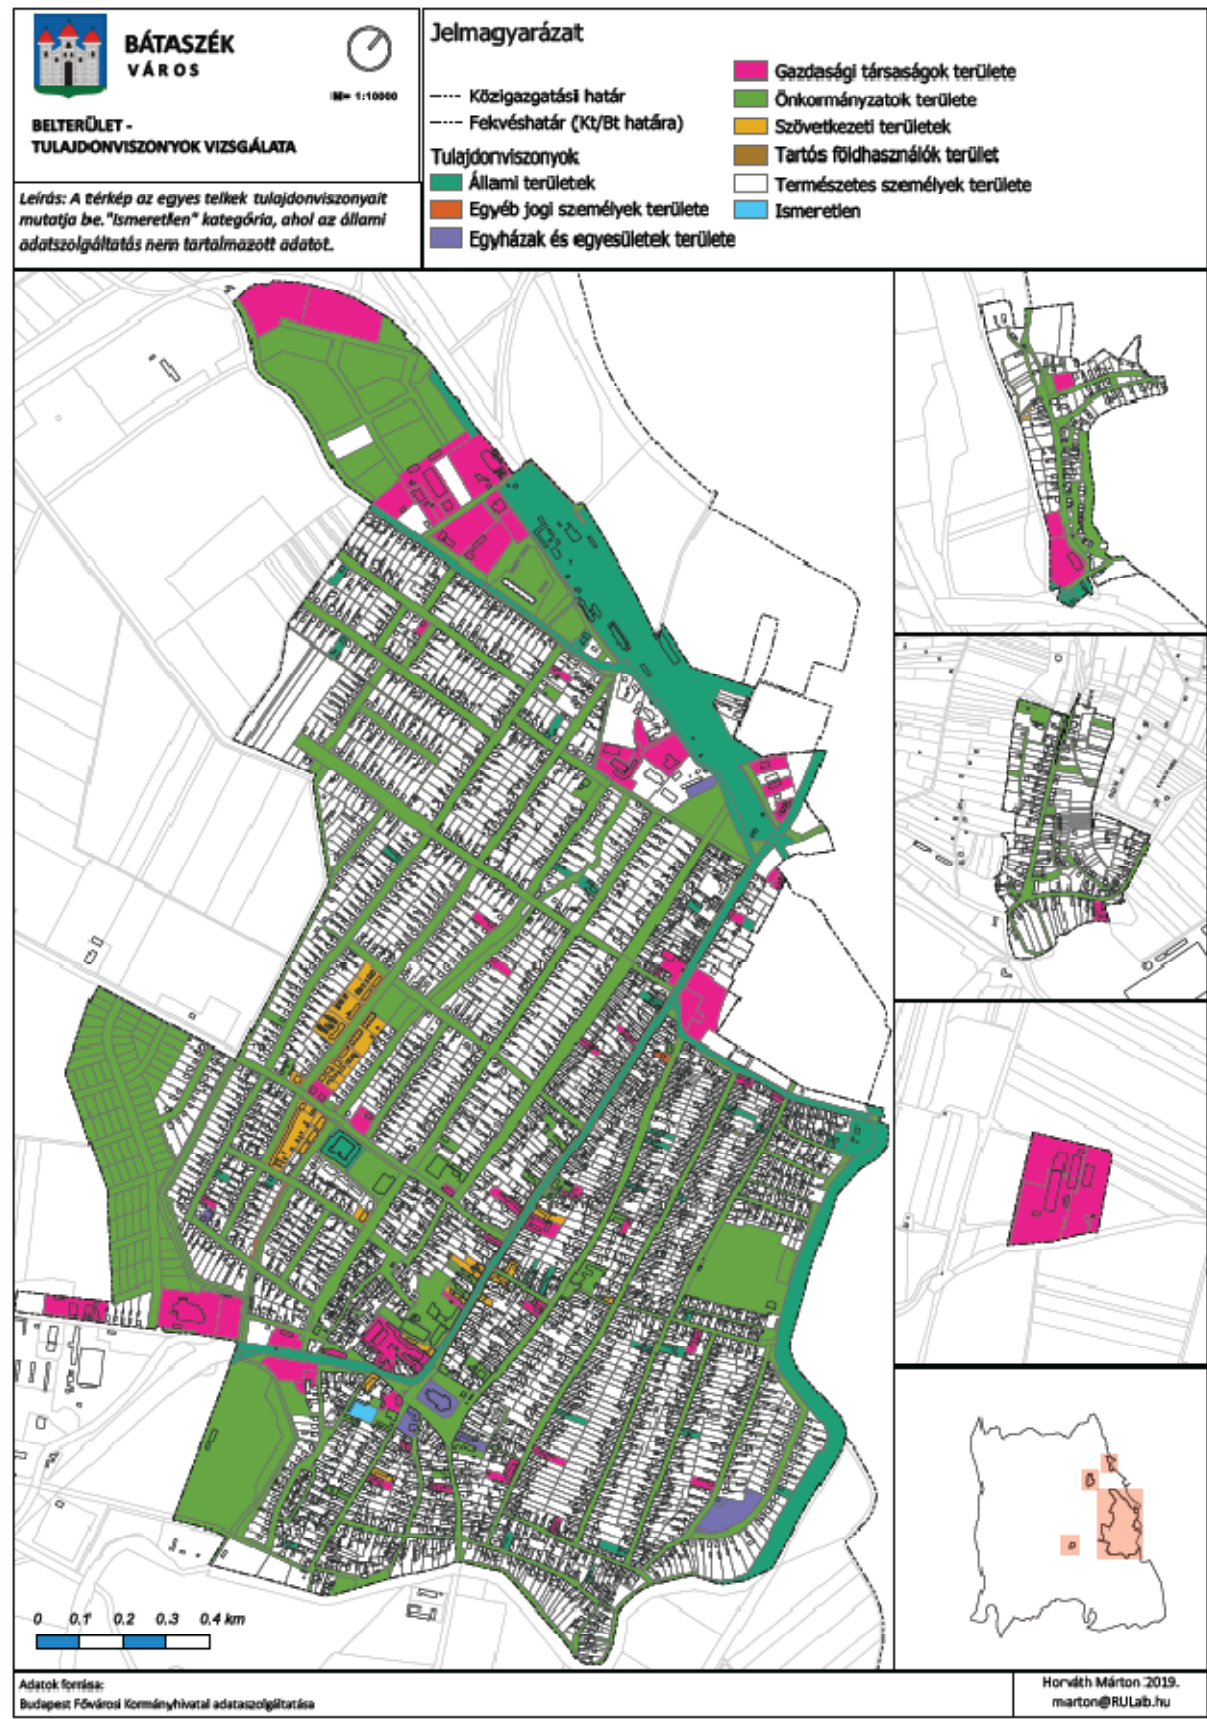 BÁTASZÉK
VÁROS
M= 1:10000
BELTERÜLET -
TULAJDONVISZONYOK VIZSGÁLATA
Leírás: A térkép az egyes telkek tulajdonviszonyait
mutatja be."Ismeretlen" kategória, ahol az állami
adatszolgáltatás nem tartalmazott adatot.
Jelmagyarázat
Közigazgatási határ
Fekvéshatár (Kt/Bt határa)
Tulajdonviszonyok
Állami területek
Egyéb jogi személyek területe
Egyházak és egyesületek területe
Gazdasági társaságok területe
Önkormányzatok területe
Szövetkezeti területek
Tartós földhasználók terület
Természetes személyek területe
Ismeretlen
0 0.1 0.2 0.3 0.4 km
Adatok forrása:
Budapest Fővárosi Kormányhivatal adataszolgáltatása
Horváth Márton 2019.
marton@RULab.hu